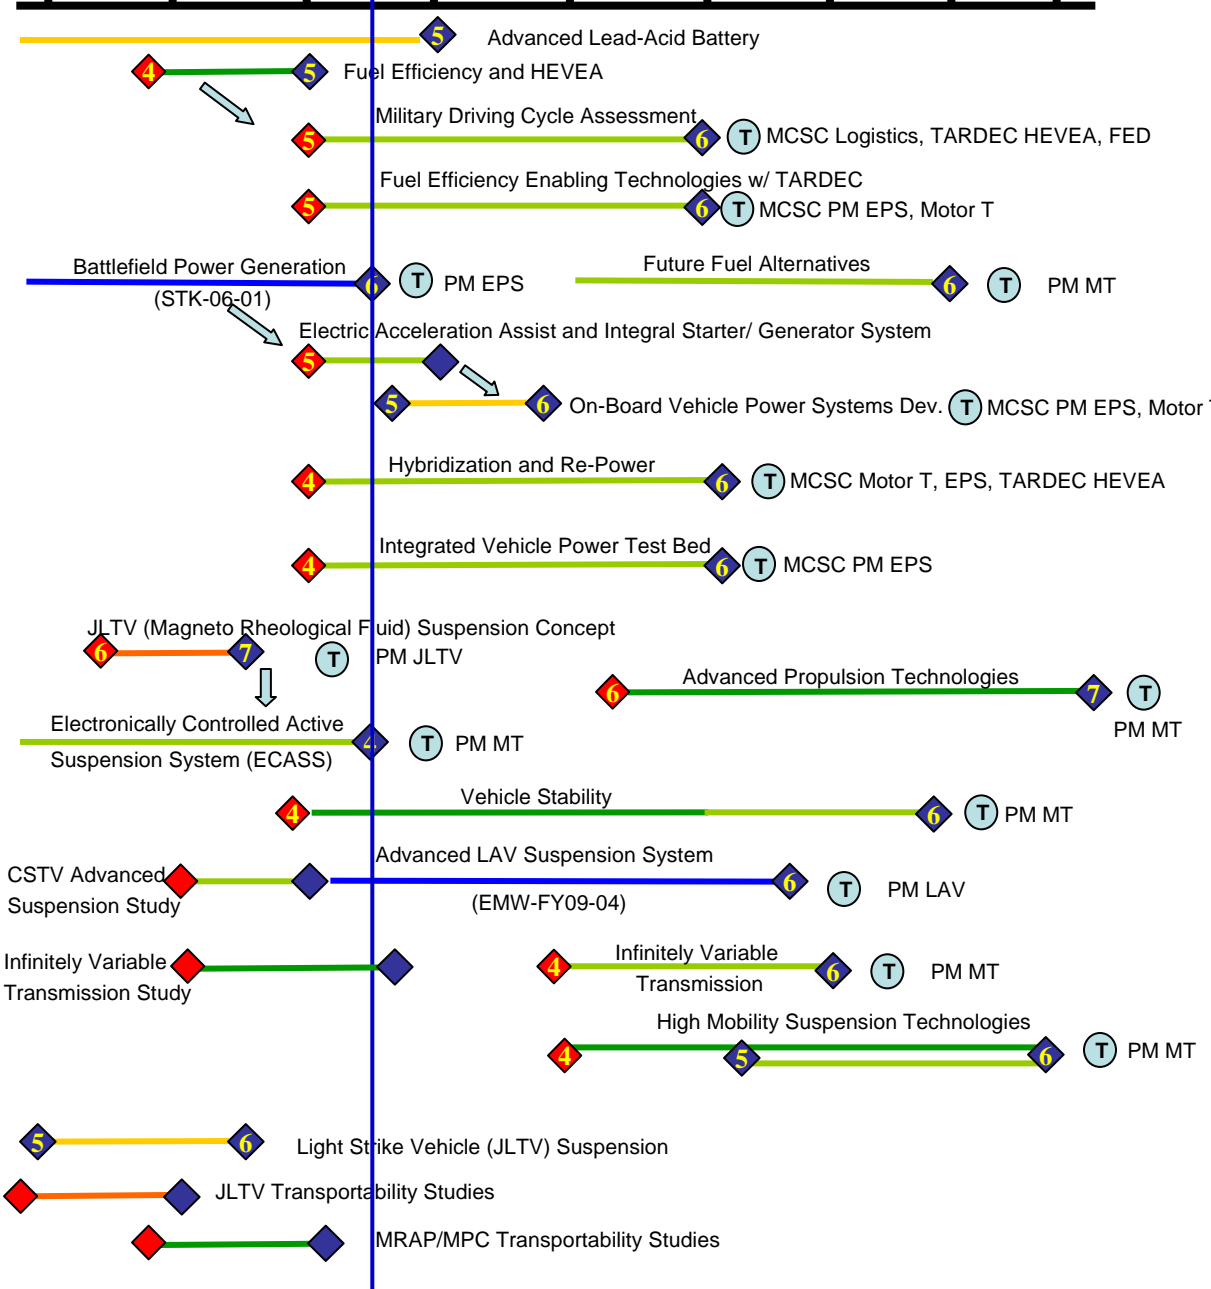 5 Advanced Lead-Acid Battery
4 5 Fuel Efficiency and HEVEA
Military Driving Cycle Assessment
5 6 T MCSC Logistics, TARDEC HEVEA, FED
Fuel Efficiency Enabling Technologies w/ TARDEC
5 6 T MCSC PM EPS, Motor T
Battlefield Power Generation
(STK-06-01)
6 T PM EPS
Future Fuel Alternatives
6 T PM MT
Electric Acceleration Assist and Integral Starter/ Generator System
5
5 6 On-Board Vehicle Power Systems Dev. T MCSC PM EPS, Motor
Hybridization and Re-Power
4 6 T MCSC Motor T, EPS, TARDEC HEVEA
Integrated Vehicle Power Test Bed
4 6 T MCSC PM EPS
JLTV (Magneto Rheological Fluid) Suspension Concept
6 7 T PM JLTV
Advanced Propulsion Technologies
6 7 T
PM MT
Electronically Controlled Active
Suspension System (ECASS)
4 T PM MT
Vehicle Stability
4 6 T PM MT
CSTV Advanced
Suspension Study
Advanced LAV Suspension System
(EMW-FY09-04)
6 T PM LAV
Infinitely Variable
Transmission Study
Infinitely Variable
Transmission
4 6 T PM MT
High Mobility Suspension Technologies
4 5 6 T PM MT
5 6 Light Strike Vehicle (JLTV) Suspension
JLTV Transportability Studies
MRAP/MPC Transportability Studies